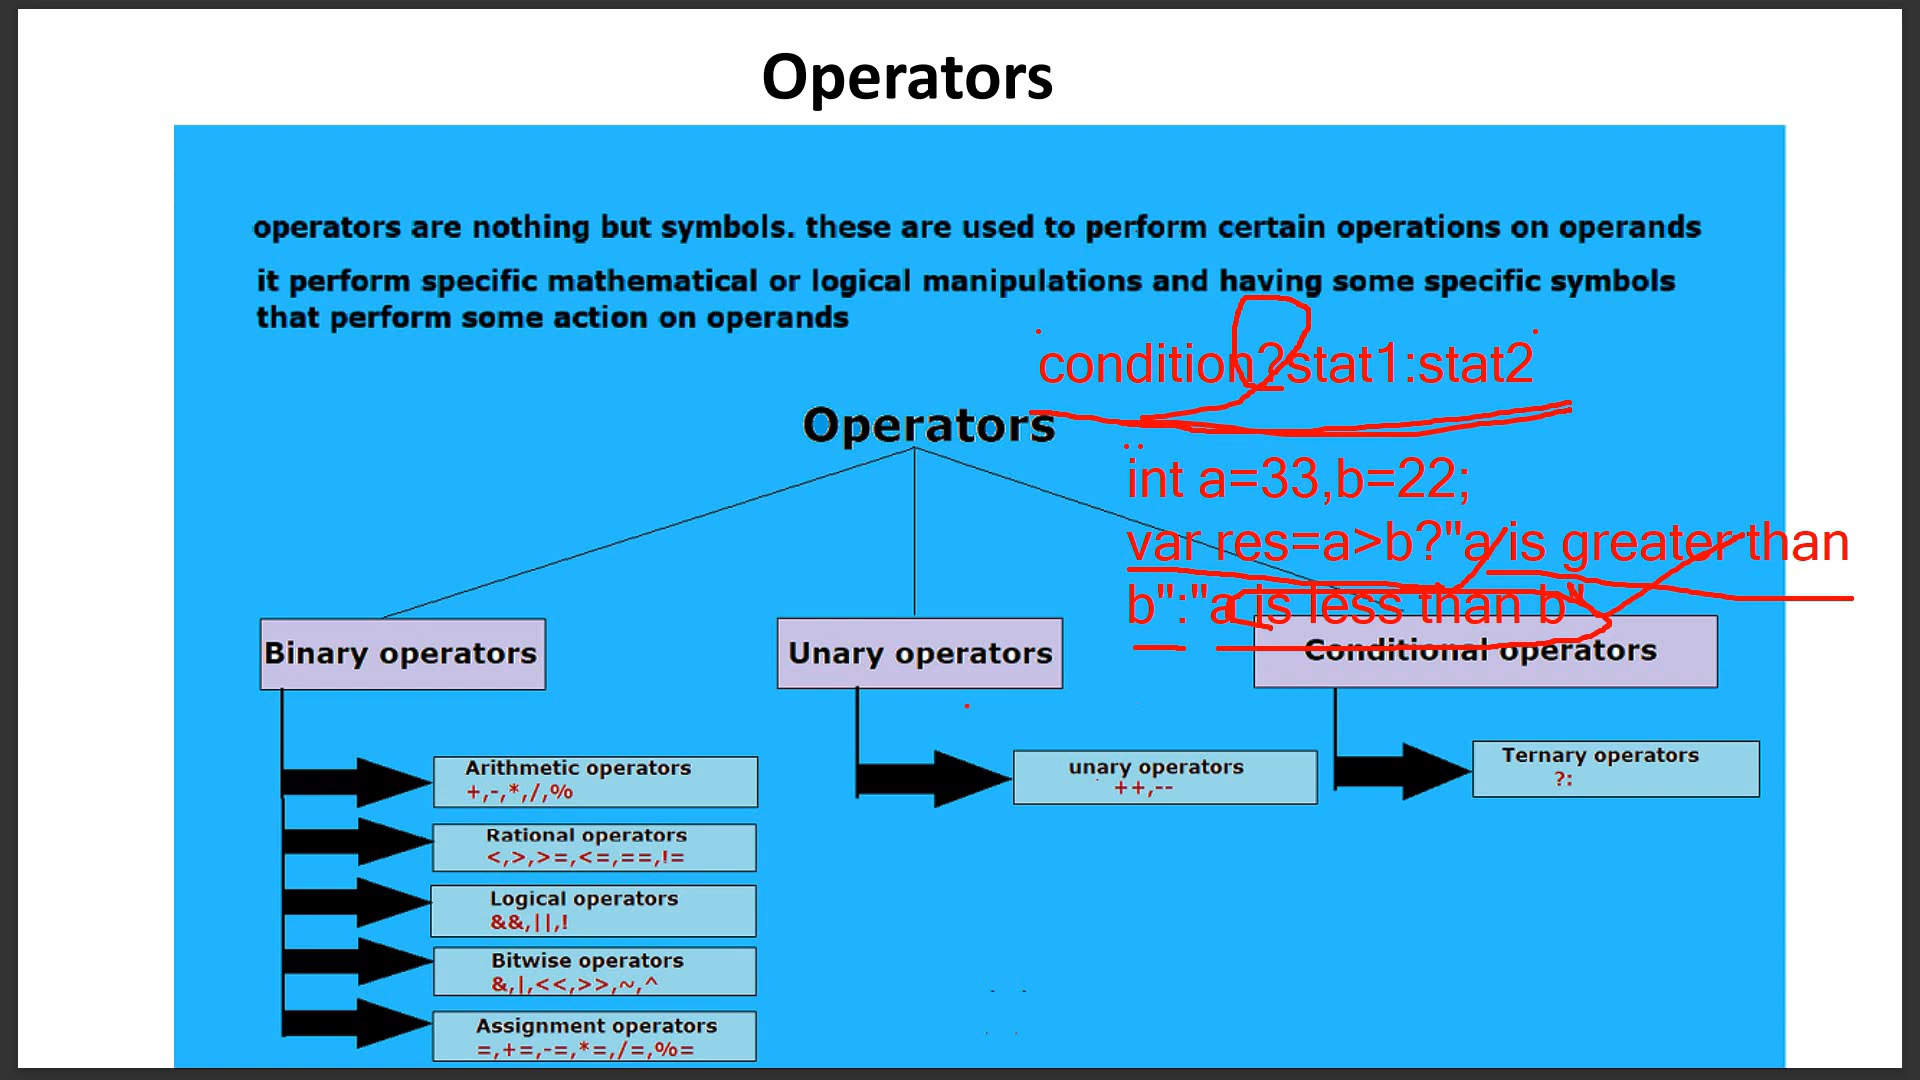 Operators
operators are nothing but symbols. these are used to perform certain operations on operands
it perform specific mathematical or logical manipulations and having some specific symbols
that perform some action on operands
condition?stat1:stat2
Operators
int a=33,b=22;
var res=a>b?"a is greater than
b":"a is less than b"
Binary operators
Unary operators
Conditional operators
Arithmetic operators
+,-,*,/,%
Rational operators
<,>,>=,<=,==,!=
Logical operators
&&,||,!
Bitwise operators
&,|,<<,>>,~,^
Assignment operators
=,+=,-=,*=,/=,%=
unary operators
++,--
Ternary operators
?: